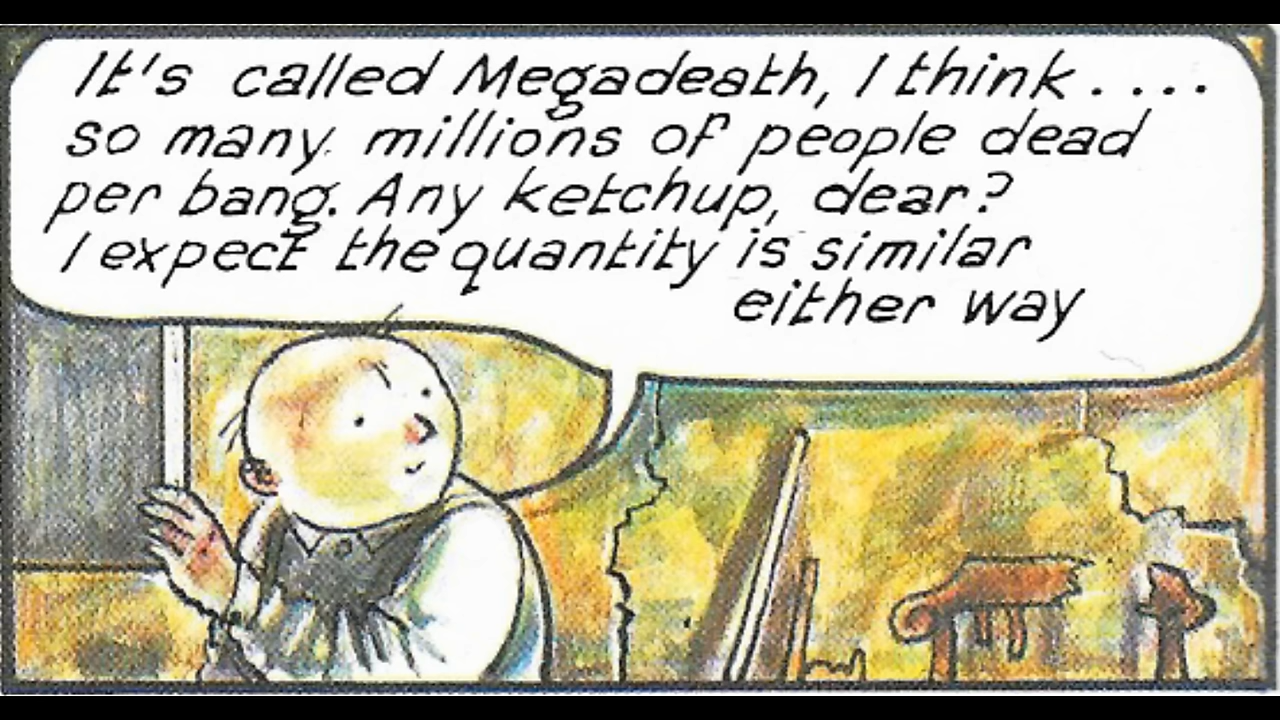 It's called Megadeath, I think....
so many millions of people dead
per bang. Any ketchup, dear?
I expect the quantity is similar
either way